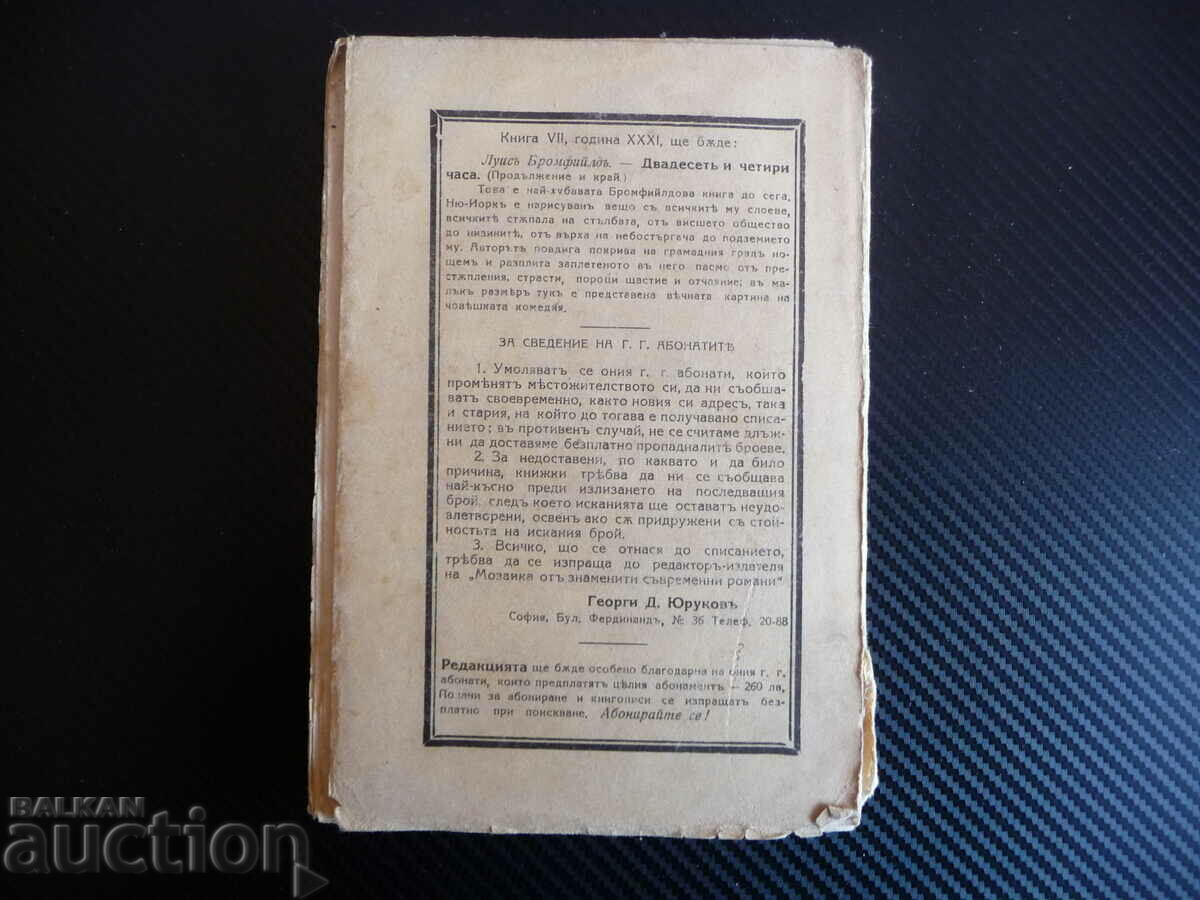 Книга VII, година XXXI, ще бѫде:
Луисъ Бромфийлдъ. — Двадесеть и четири
часа. (Продължение и край.)
Това е най-хубавата Бромфийлдова книга до сега.
Ню-Йоркъ е нарисуванъ вещо съ всичкитѣ му слоеве,
всичкитѣ стѫпала на стълбата, отъ висшето общество
до низинитѣ, отъ върха на небостъргача до подземието
му. Авторътъ повдига покрива на грамадния градъ но-
щемъ и разплита заплетеното въ него пасмо отъ пре-
стѫпления, страсти, пороци щастие и отчаяние; въ ма-
лъкъ размѣръ тукъ е представена вѣчната картина на
човѣшката комедия.
ЗА СВЕДЕНИЕ НА Г. Г. АБОНАТИТѢ
1. Умоляватъ се ония г. г. абонати, които
промѣнятъ мѣстожителството си, да ни съобща-
ватъ своевременно, както новия си адресъ, така
и стария, на който до тогава е получавано списа-
нието; въ противенъ случай, не се считаме длъж-
ни да доставяме безплатно пропадналитѣ броеве.
2. За недоставени, по каквато и да било
причина, книжки трѣбва да ни се съобщава
най-късно преди излизането на последващия
брой, следъ което исканията ще оставатъ неудо-
влетворени, освенъ ако сѫ придружени съ стой-
ностьта на искания брой.
3. Всичко, що се отнася до списанието,
трѣбва да се изпраща до редакторъ-издателя
на „Мозаика отъ знаменити съвременни романи“
Георги Д. Юруковъ
София, Бул. Фердинандъ, № 36 Телеф. 20-88
Редакцията ще бѫде особено благодарна на ония г. г.
абонати, които предплатятъ цѣлия абонаментъ — 260 лв.
Покани за абониране и книгописи се изпращатъ без-
платно при поискване. Абонирайте се!
BALKAN
auction